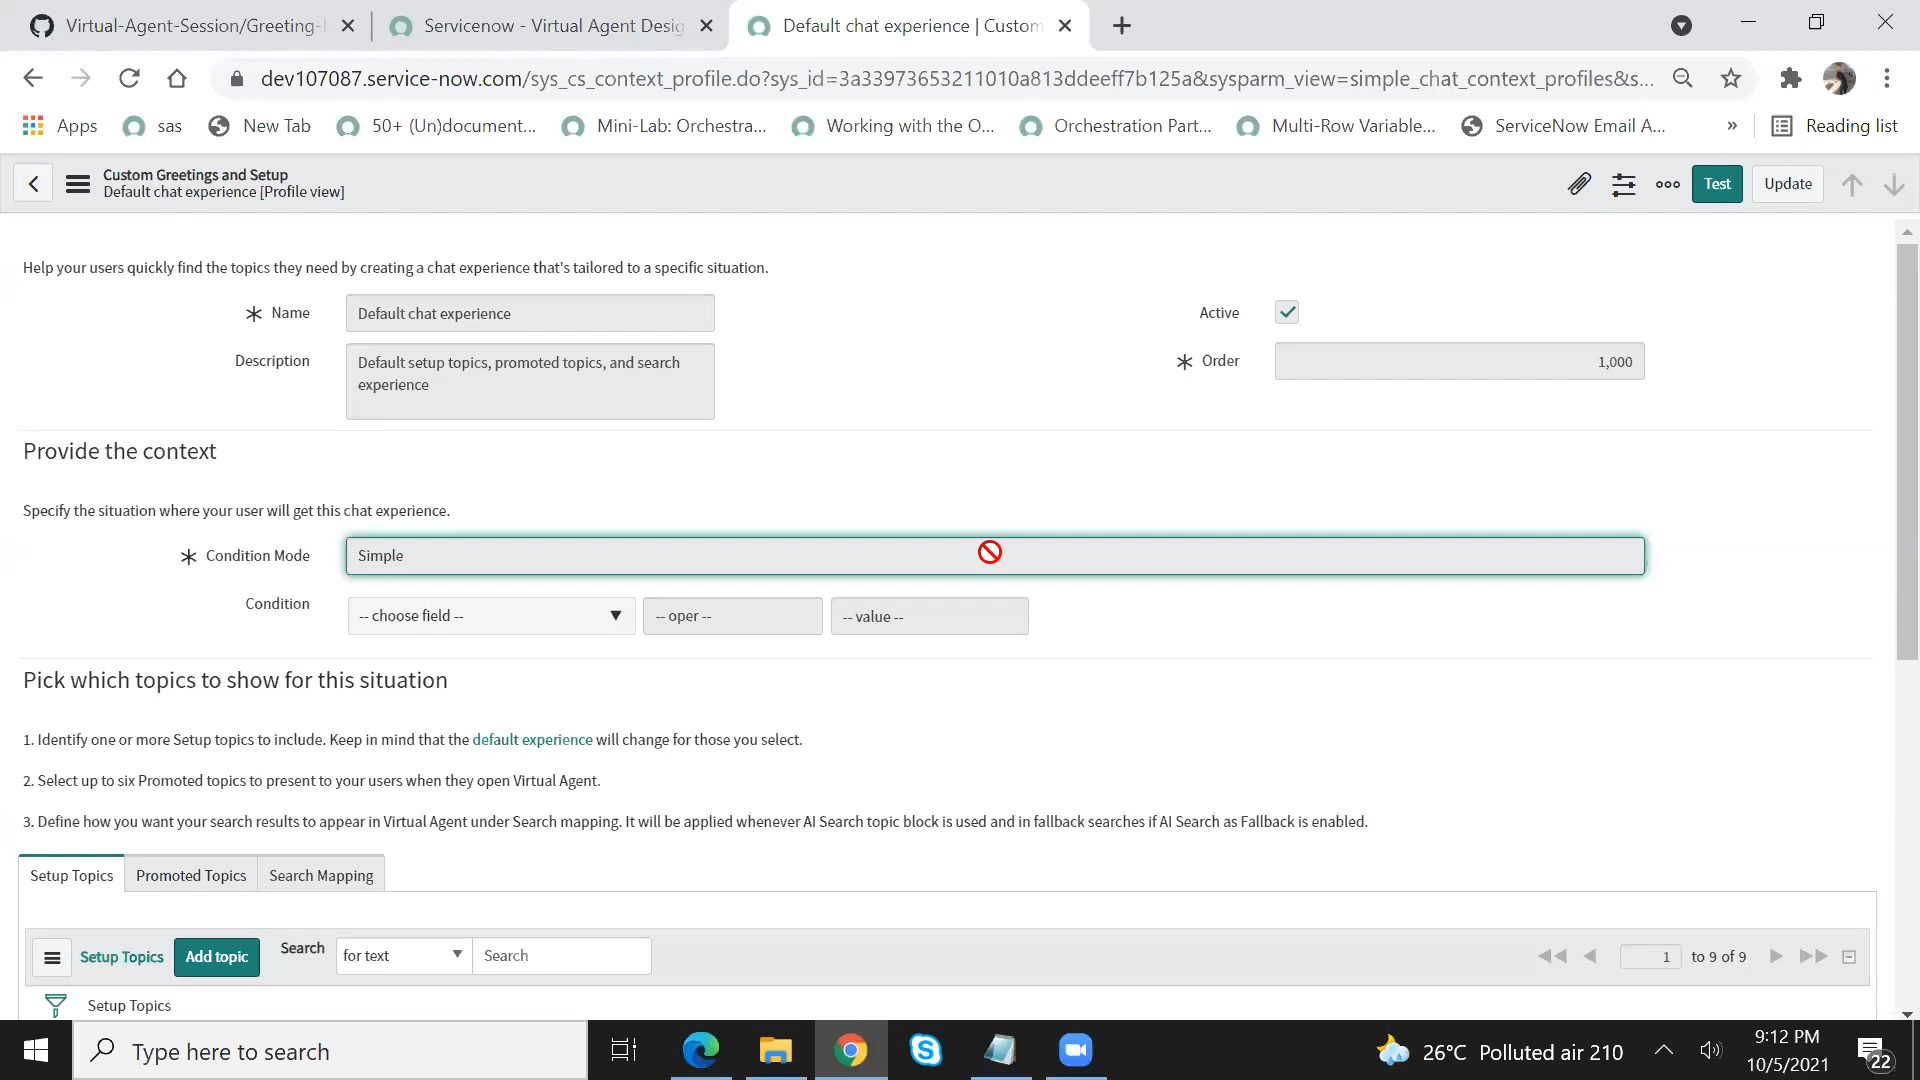 Virtual-Agent-Session/Greeting-
Servicenow - Virtual Agent Desig
Default chat experience | Custom
dev107087.service-now.com/sys_cs_context_profile.do?sys_id=3a33973653211010a813ddeeff7b125a&sysparm_view=simple_chat_context_profiles&s...
Apps
sas
New Tab
50+ (Un)document...
Mini-Lab: Orchestra...
Working with the O...
Orchestration Part...
Multi-Row Variable...
ServiceNow Email A...
»
Reading list
Custom Greetings and Setup
Default chat experience [Profile view]
Test
Update
Help your users quickly find the topics they need by creating a chat experience that's tailored to a specific situation.
Name
Default chat experience
Active
Description
Default setup topics, promoted topics, and search
experience
Order
1,000
Provide the context
Specify the situation where your user will get this chat experience.
Condition Mode
Simple
Condition
-- choose field --
-- oper --
-- value --
Pick which topics to show for this situation
1. Identify one or more Setup topics to include. Keep in mind that the default experience will change for those you select.
2. Select up to six Promoted topics to present to your users when they open Virtual Agent.
3. Define how you want your search results to appear in Virtual Agent under Search mapping. It will be applied whenever AI Search topic block is used and in fallback searches if AI Search as Fallback is enabled.
Setup Topics
Promoted Topics
Search Mapping
Setup Topics
Add topic
Search
for text
Search
1
to 9 of 9
Setup Topics
Type here to search
26°C Polluted air 210
9:12 PM
10/5/2021
22